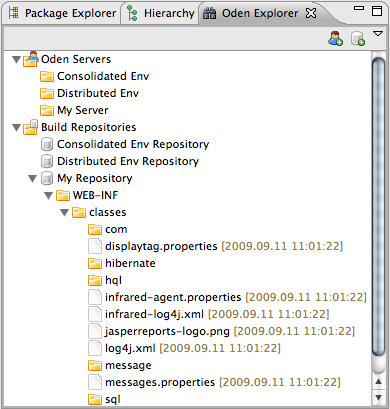 Package Explorer Hierarchy Oden Explorer
Oden Servers
Consolidated Env
Distributed Env
My Server
Build Repositories
Consolidated Env Repository
Distributed Env Repository
My Repository
WEB-INF
classes
com
displaytag.properties [2009.09.11 11:01:22]
hibernate
hql
infrared-agent.properties [2009.09.11 11:01:22]
infrared-log4j.xml [2009.09.11 11:01:22]
jasperreports-logo.png [2009.09.11 11:01:22]
log4j.xml [2009.09.11 11:01:22]
message
messages.properties [2009.09.11 11:01:22]
sql